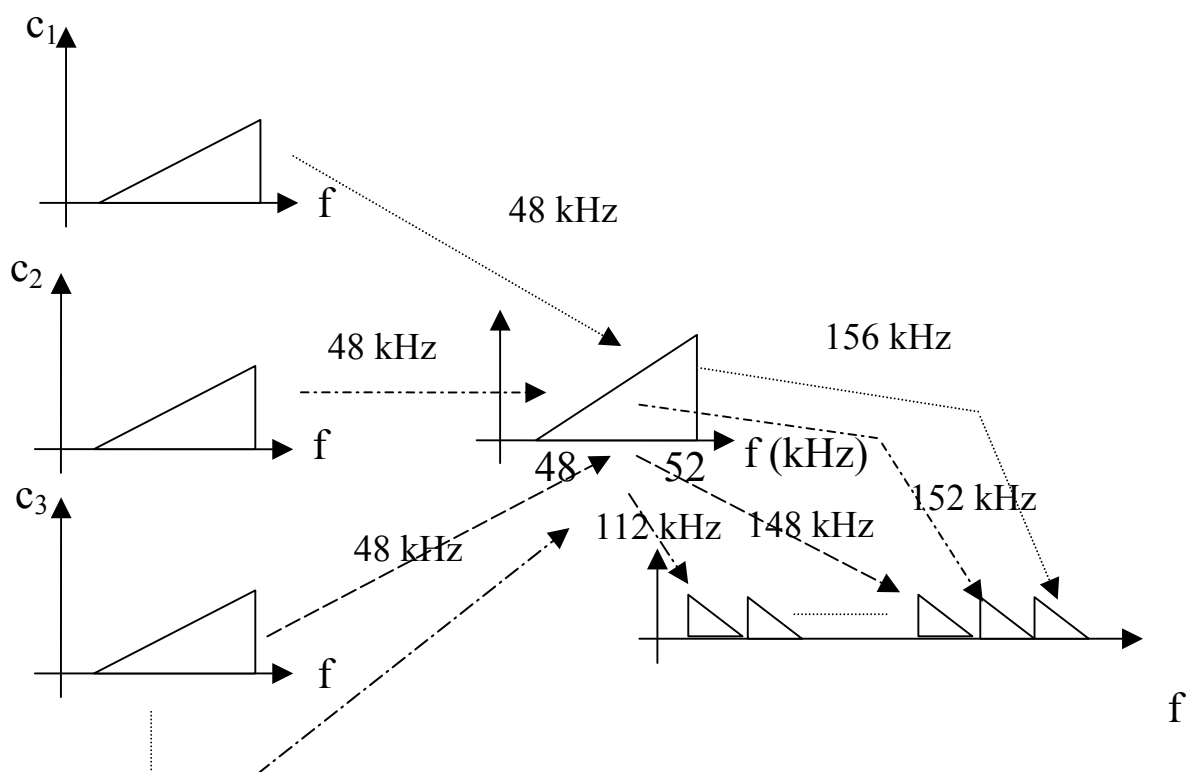 c₁
f
48 kHz
c₂
48 kHz
156 kHz
f
f (kHz)
48
52
c₃
152 kHz
112 kHz
148 kHz
48 kHz
f
f